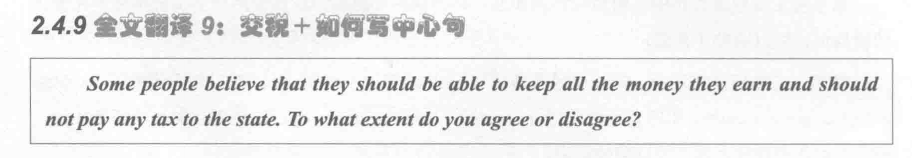 2.4.9 全文翻译 9：交税＋如何写中心句
Some people believe that they should be able to keep all the money they earn and should
not pay any tax to the state. To what extent do you agree or disagree?